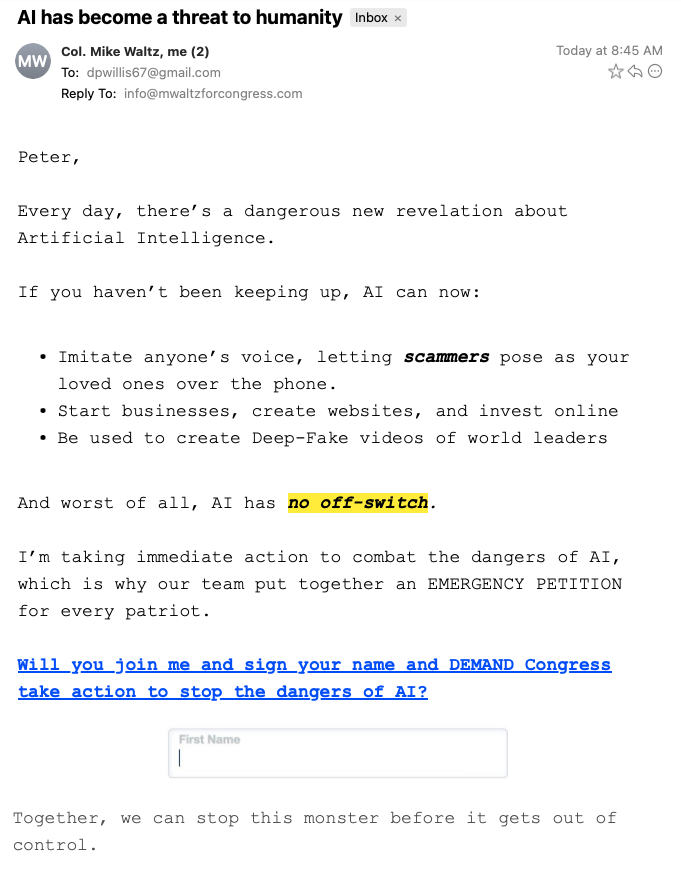 AI has become a threat to humanity Inbox ×
MW
Col. Mike Waltz, me (2)
Today at 8:45 AM
To: dpwillis67@gmail.com
Reply To: info@mwaltzforcongress.com
Peter,
Every day, there’s a dangerous new revelation about
Artificial Intelligence.
If you haven’t been keeping up, AI can now:
• Imitate anyone’s voice, letting scammers pose as your
loved ones over the phone.
• Start businesses, create websites, and invest online
• Be used to create Deep-Fake videos of world leaders
And worst of all, AI has no off-switch.
I’m taking immediate action to combat the dangers of AI,
which is why our team put together an EMERGENCY PETITION
for every patriot.
Will you join me and sign your name and DEMAND Congress
take action to stop the dangers of AI?
First Name
Together, we can stop this monster before it gets out of
control.